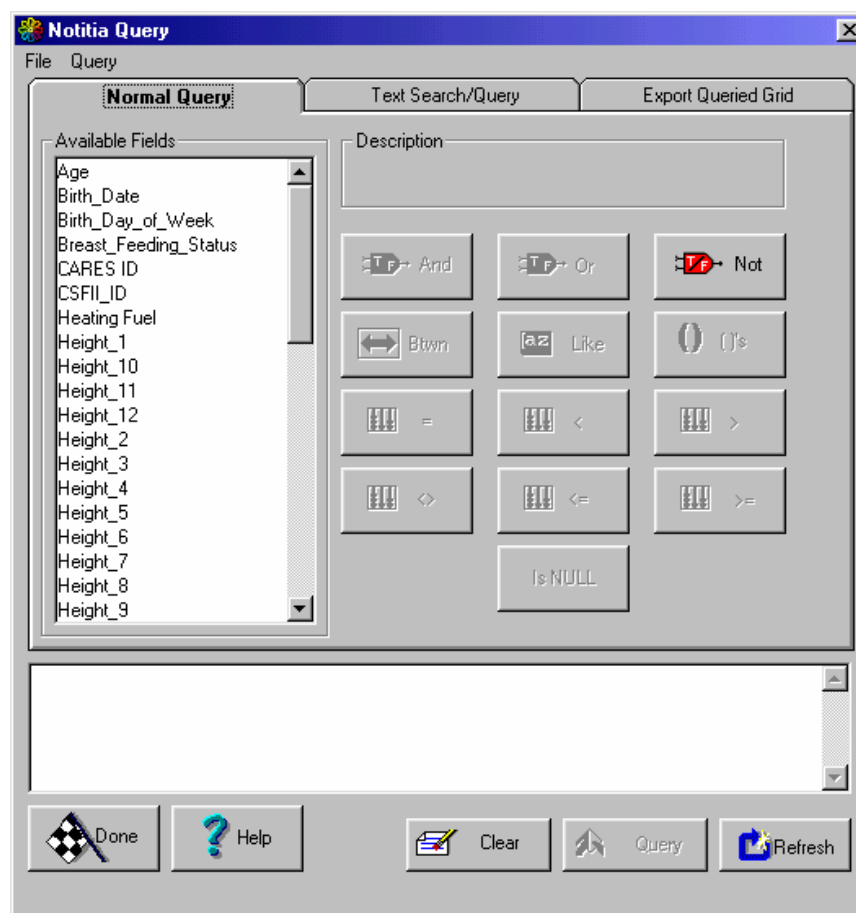 Notitia Query
File Query
Normal Query Text Search/Query Export Queried Grid
Available Fields
Age
Birth_Date
Birth_Day_of_Week
Breast_Feeding_Status
CARES ID
CSFII_ID
Heating Fuel
Height_1
Height_10
Height_11
Height_12
Height_2
Height_3
Height_4
Height_5
Height_6
Height_7
Height_8
Height_9
Description
And Or Not
Btwn Like ( )'s
= < >
<> <= >=
Is NULL
Done Help Clear Query Refresh